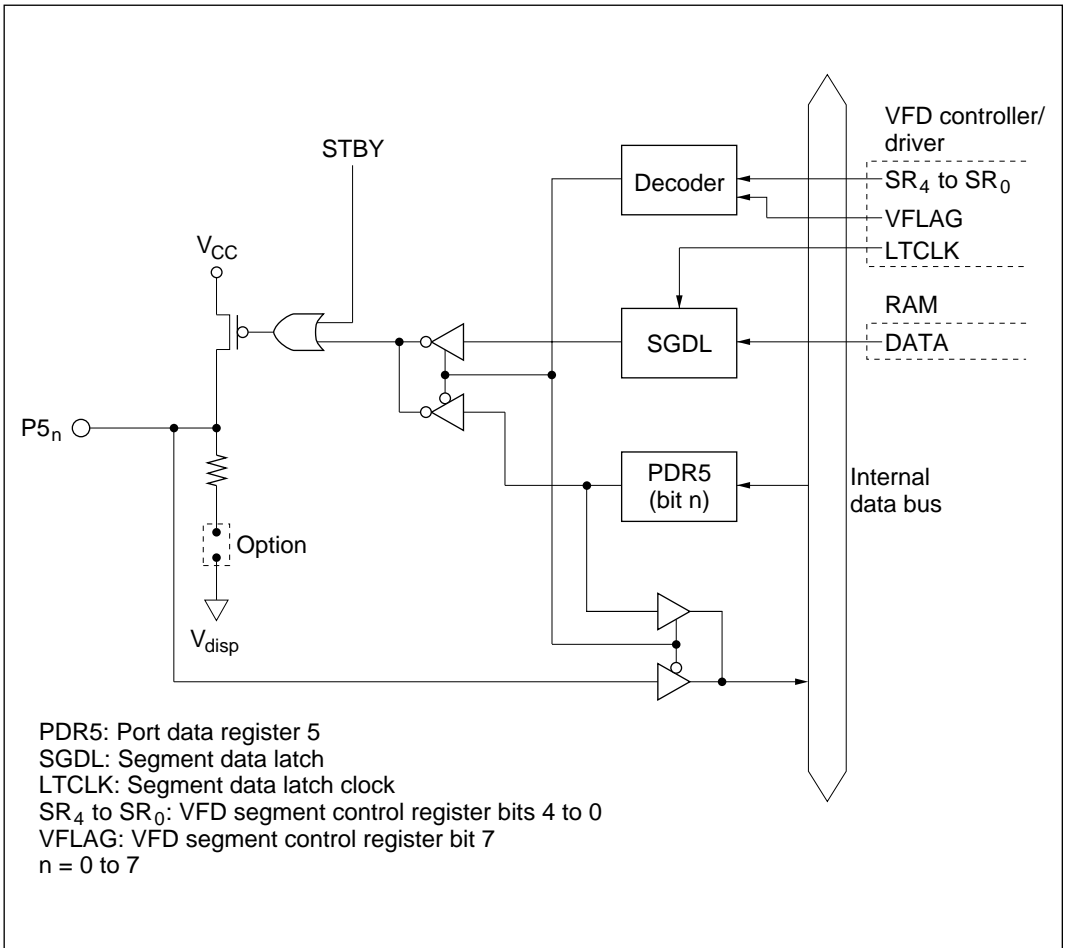 VFD controller/
driver
STBY
Decoder
SR4 to SR0
VFLAG
LTCLK
VCC
RAM
SGDL
DATA
P5n
PDR5
(bit n)
Internal
data bus
Option
Vdisp
PDR5: Port data register 5
SGDL: Segment data latch
LTCLK: Segment data latch clock
SR4 to SR0: VFD segment control register bits 4 to 0
VFLAG: VFD segment control register bit 7
n = 0 to 7